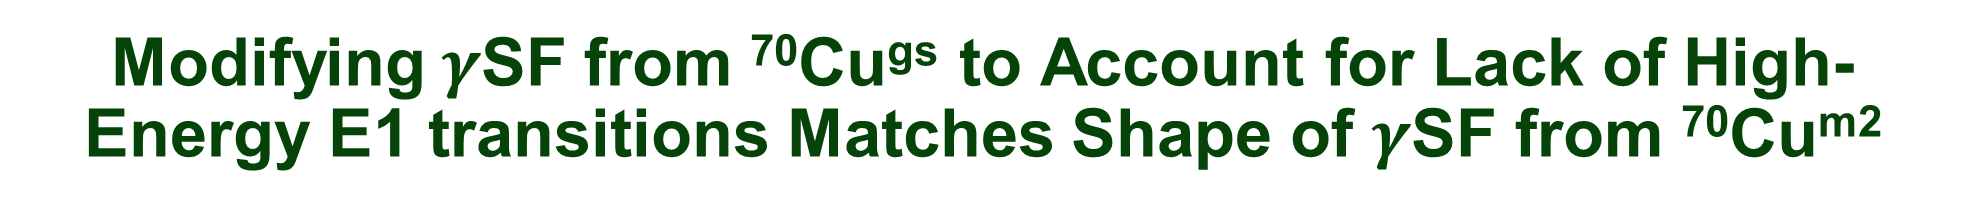 Modifying γSF from ⁷⁰Cuᵍˢ to Account for Lack of High-
Energy E1 transitions Matches Shape of γSF from ⁷⁰Cuᵐ²